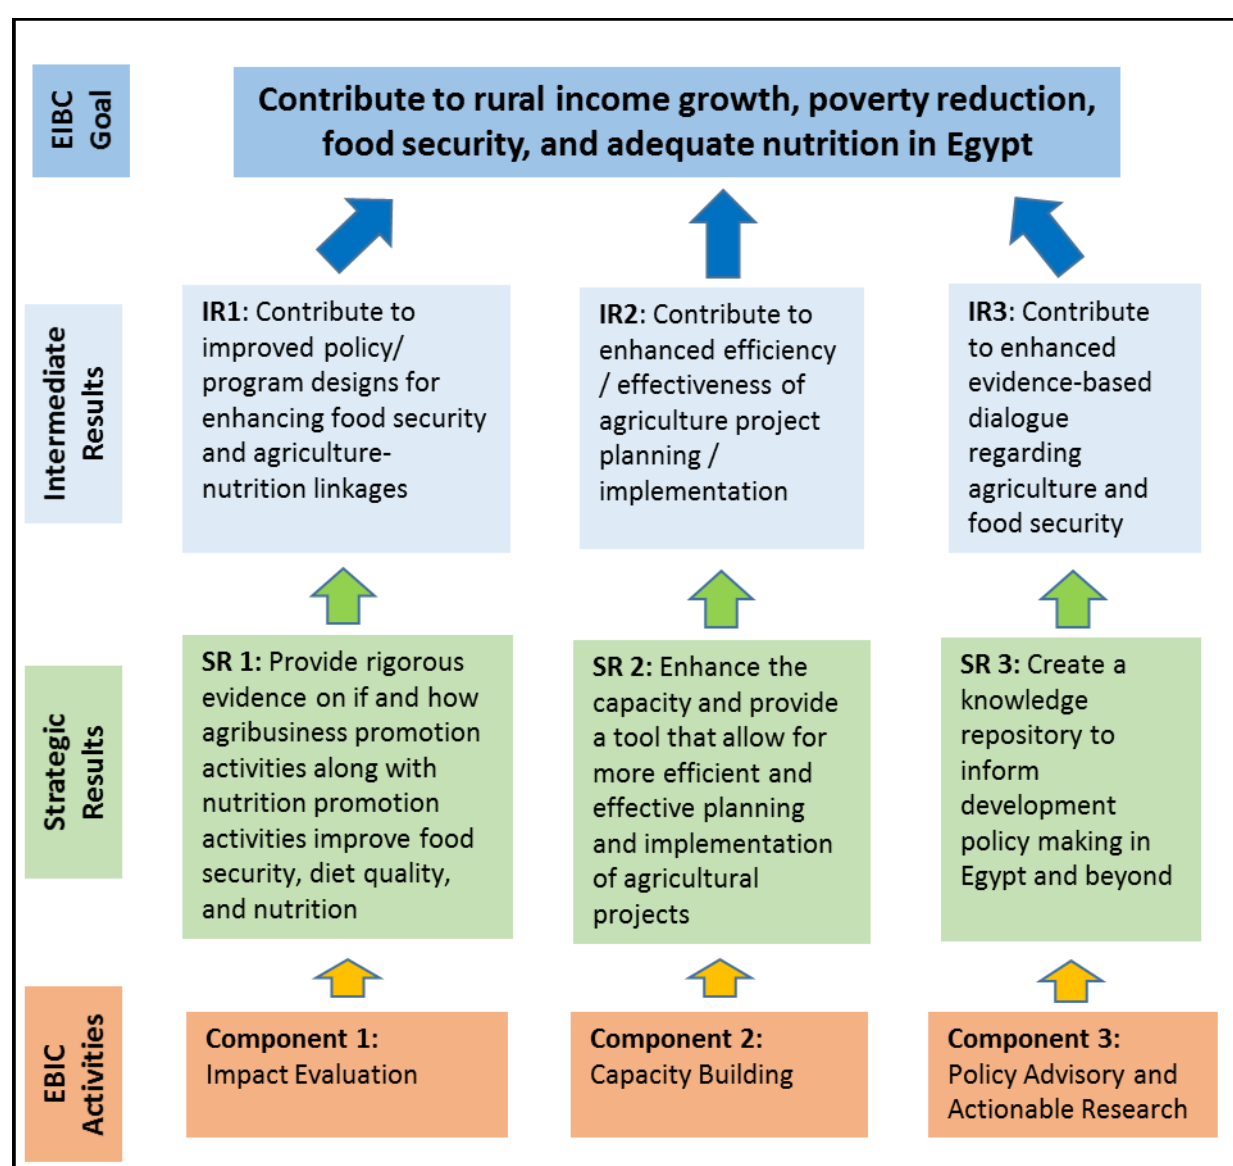 EIBC
Goal
Contribute to rural income growth, poverty reduction,
food security, and adequate nutrition in Egypt
Intermediate
Results
IR1: Contribute to
improved policy/
program designs for
enhancing food security
and agriculture-
nutrition linkages
IR2: Contribute to
enhanced efficiency
/ effectiveness of
agriculture project
planning /
implementation
IR3: Contribute
to enhanced
evidence-based
dialogue
regarding
agriculture and
food security
Strategic
Results
SR 1: Provide rigorous
evidence on if and how
agribusiness promotion
activities along with
nutrition promotion
activities improve food
security, diet quality,
and nutrition
SR 2: Enhance the
capacity and provide
a tool that allow for
more efficient and
effective planning
and implementation
of agricultural
projects
SR 3: Create a
knowledge
repository to
inform
development
policy making in
Egypt and beyond
EBIC
Activities
Component 1:
Impact Evaluation
Component 2:
Capacity Building
Component 3:
Policy Advisory and
Actionable Research